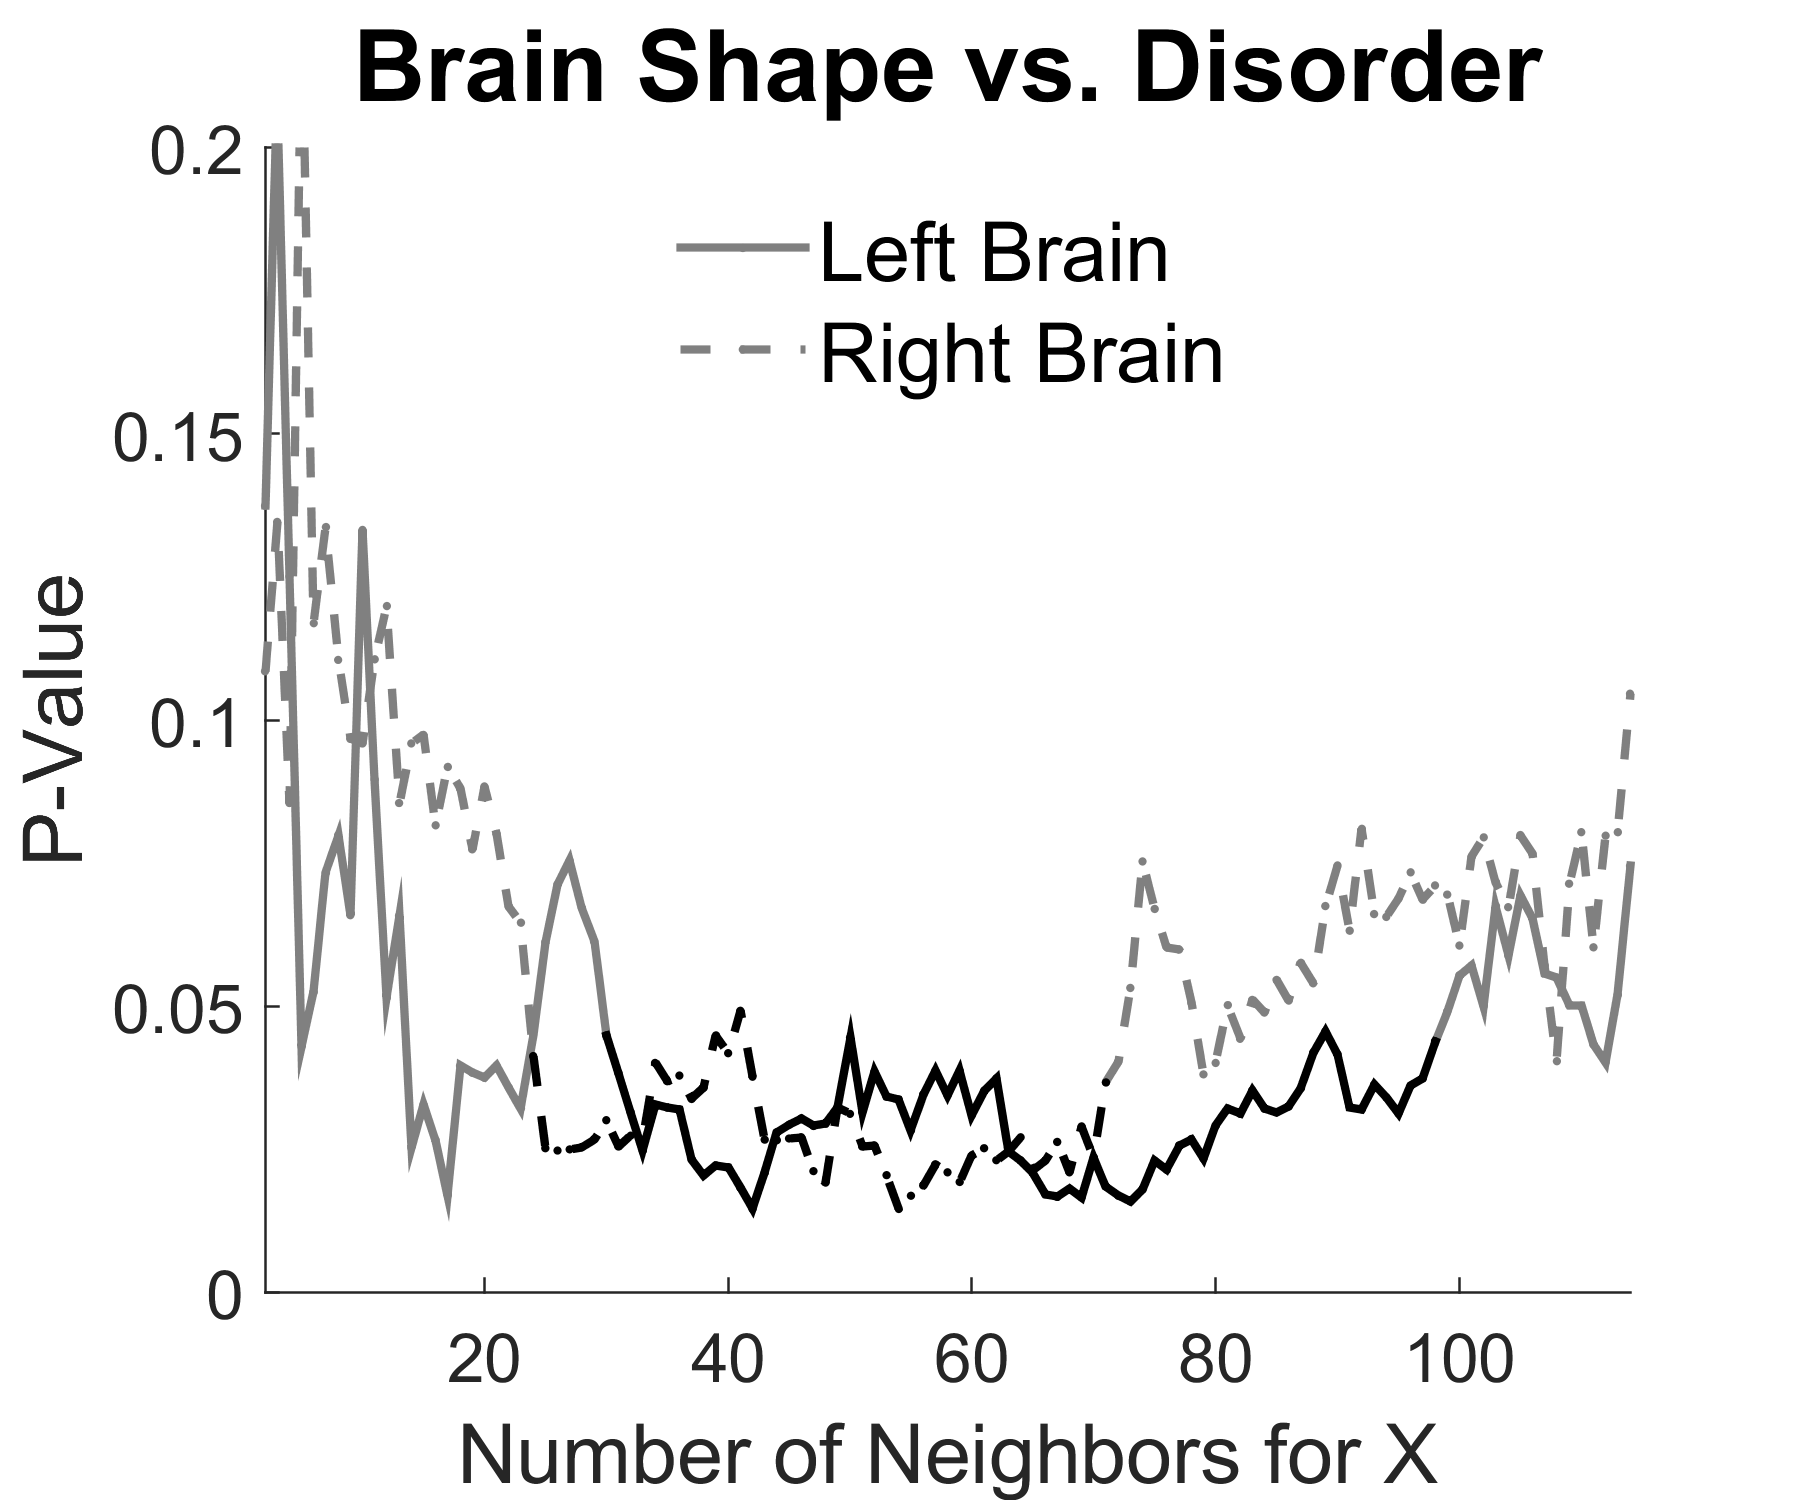 Brain Shape vs. Disorder
0.2
0.15
0.1
0.05
0
P-Value
Left Brain
Right Brain
20 40 60 80 100
Number of Neighbors for X